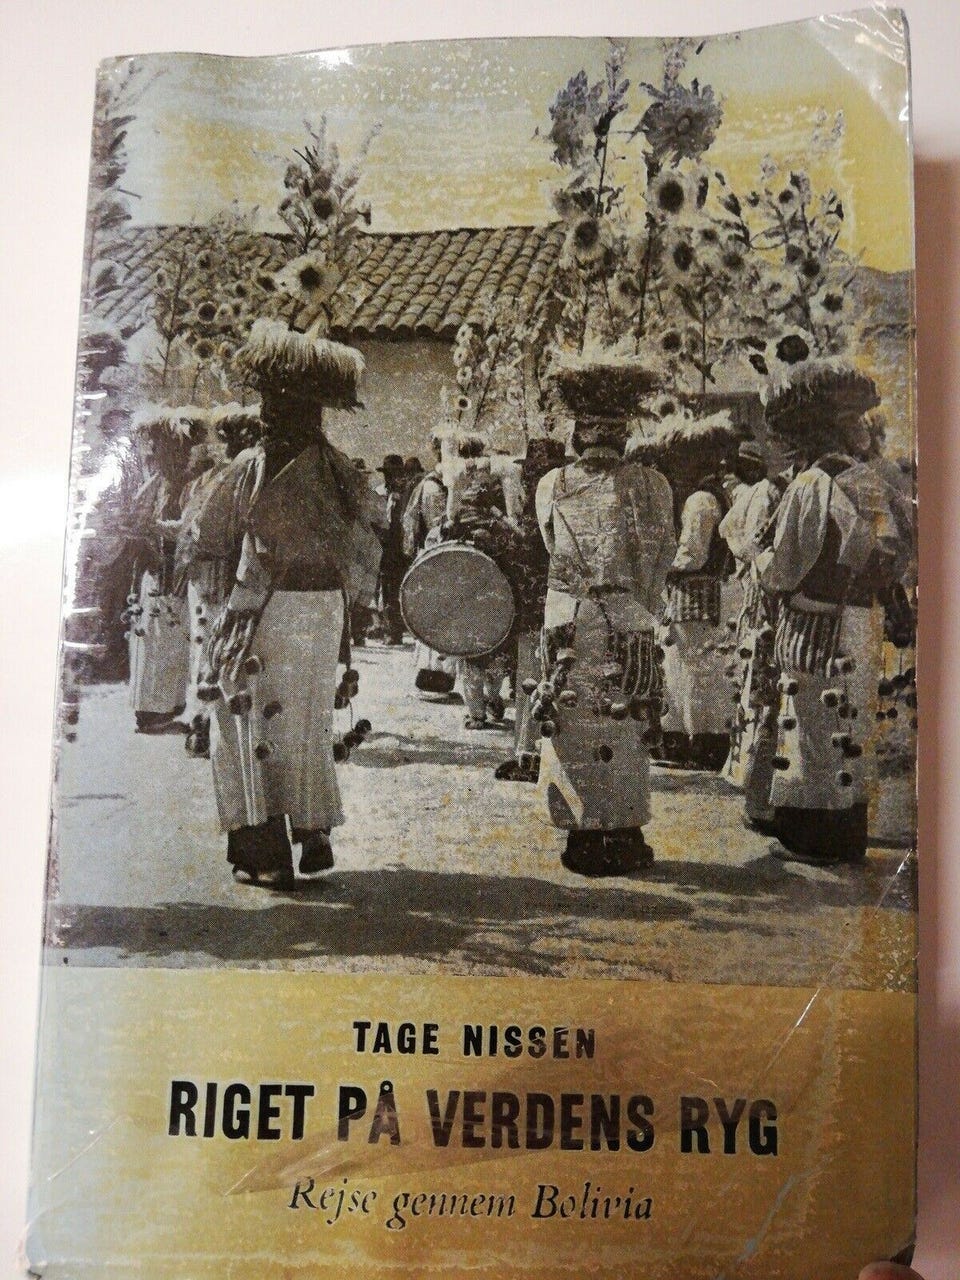 TAGE NISSEN
RIGET PÅ VERDENS RYG
Rejse gennem Bolivia